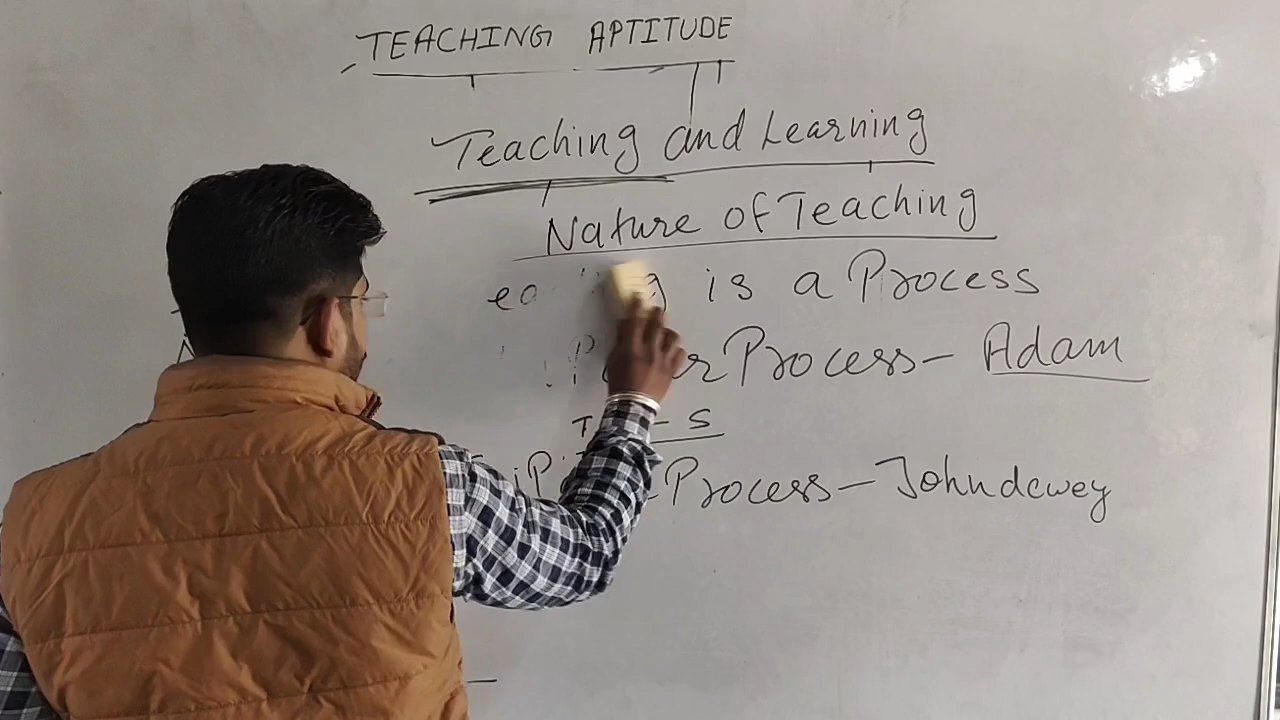 TEACHING APTITUDE
Teaching and Learning
Nature of Teaching
is a Process
Process - Adam
- S
Process - Johndewey